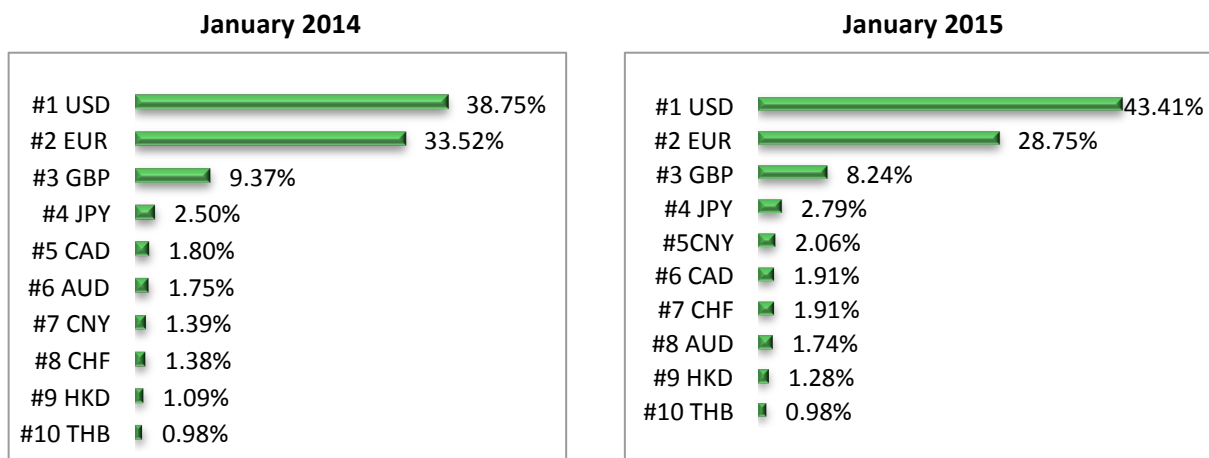 January 2014
#1 USD 38.75%
#2 EUR 33.52%
#3 GBP 9.37%
#4 JPY 2.50%
#5 CAD 1.80%
#6 AUD 1.75%
#7 CNY 1.39%
#8 CHF 1.38%
#9 HKD 1.09%
#10 THB 0.98%
January 2015
#1 USD 43.41%
#2 EUR 28.75%
#3 GBP 8.24%
#4 JPY 2.79%
#5CNY 2.06%
#6 CAD 1.91%
#7 CHF 1.91%
#8 AUD 1.74%
#9 HKD 1.28%
#10 THB 0.98%